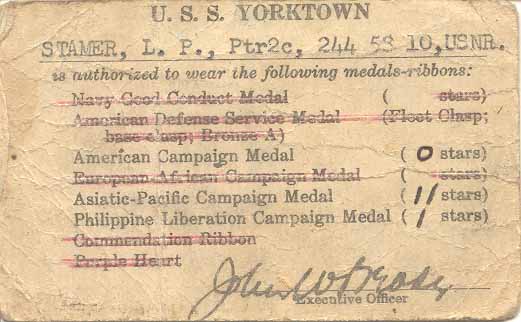 U. S. S. YORKTOWN
STAMER, L. P., Ptr2c, 244 58 10, USNR.
is authorized to wear the following medals-ribbons:
Navy Good Conduct Medal ( stars)
American Defense Service Medal (Fleet Clasp;
base clasp; Bronze A)
American Campaign Medal ( 0 stars)
European African Campaign Medal ( stars)
Asiatic-Pacific Campaign Medal ( 11 stars)
Philippine Liberation Campaign Medal ( 1 stars)
Commendation Ribbon
Purple Heart
John W
Executive Officer